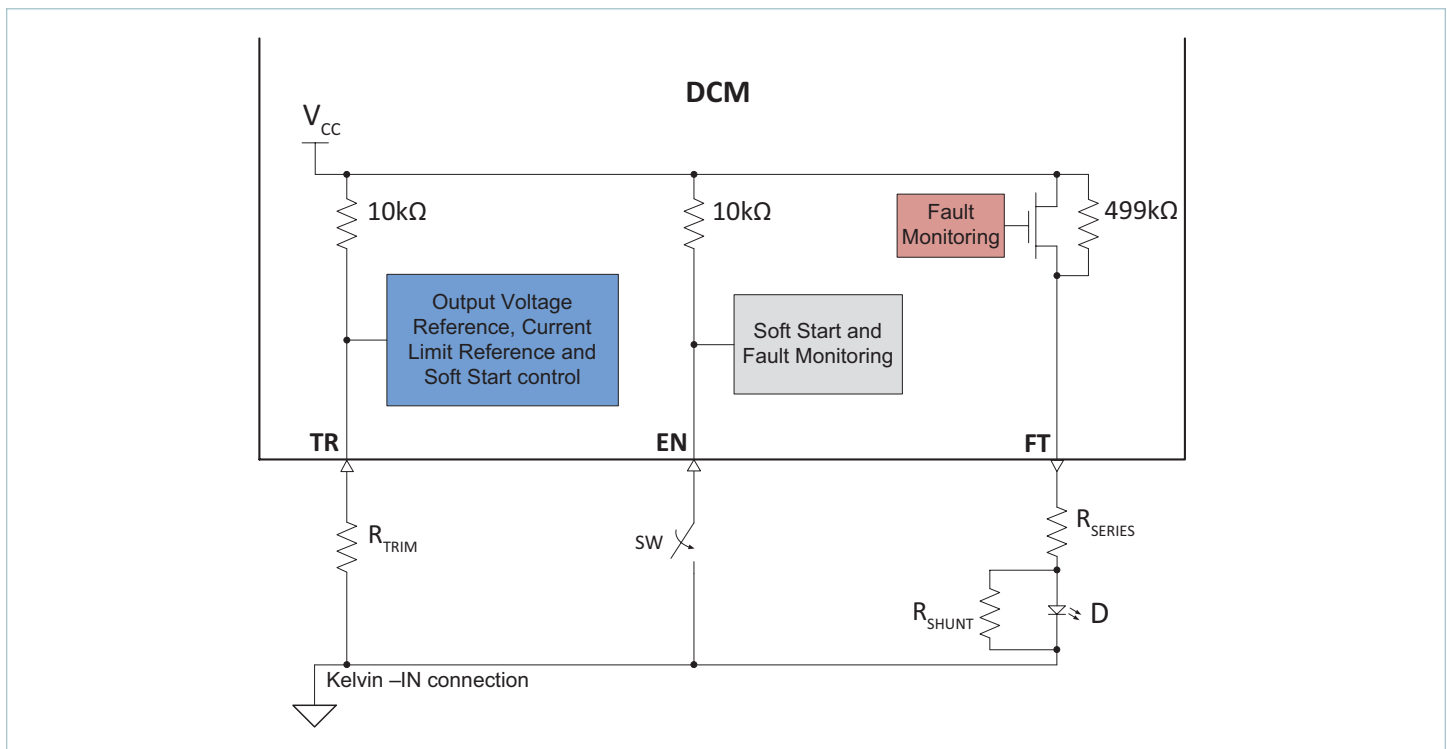 DCM
VCC
10kΩ
10kΩ
499kΩ
Fault
Monitoring
Output Voltage
Reference, Current
Limit Reference and
Soft Start control
Soft Start and
Fault Monitoring
TR
EN
FT
RTRIM
SW
RSERIES
RSHUNT
D
Kelvin –IN connection